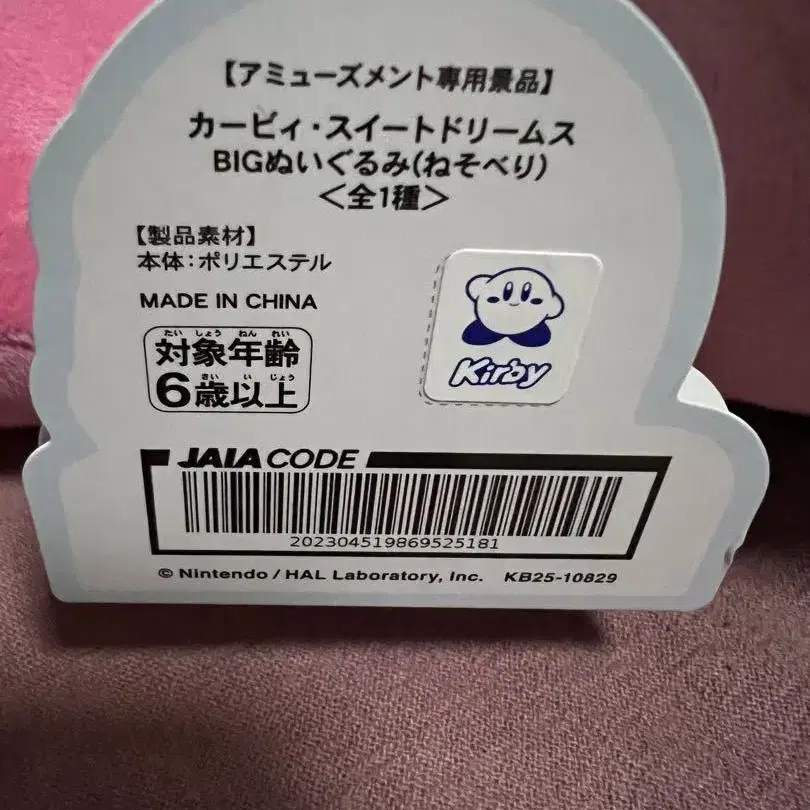 【アミューズメント専用景品】
カービィ・スイートドリームス
BIGぬいぐるみ(ねそべり)
＜全1種＞
【製品素材】
本体：ポリエステル
MADE IN CHINA
たい しょう ねん れい
対象年齢
さい い じょう
6歳以上
Kirby
JAIA CODE
202304519869525181
© Nintendo / HAL Laboratory, Inc. KB25-10829